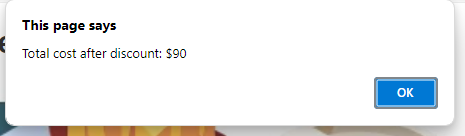 This page says
Total cost after discount: $90
OK